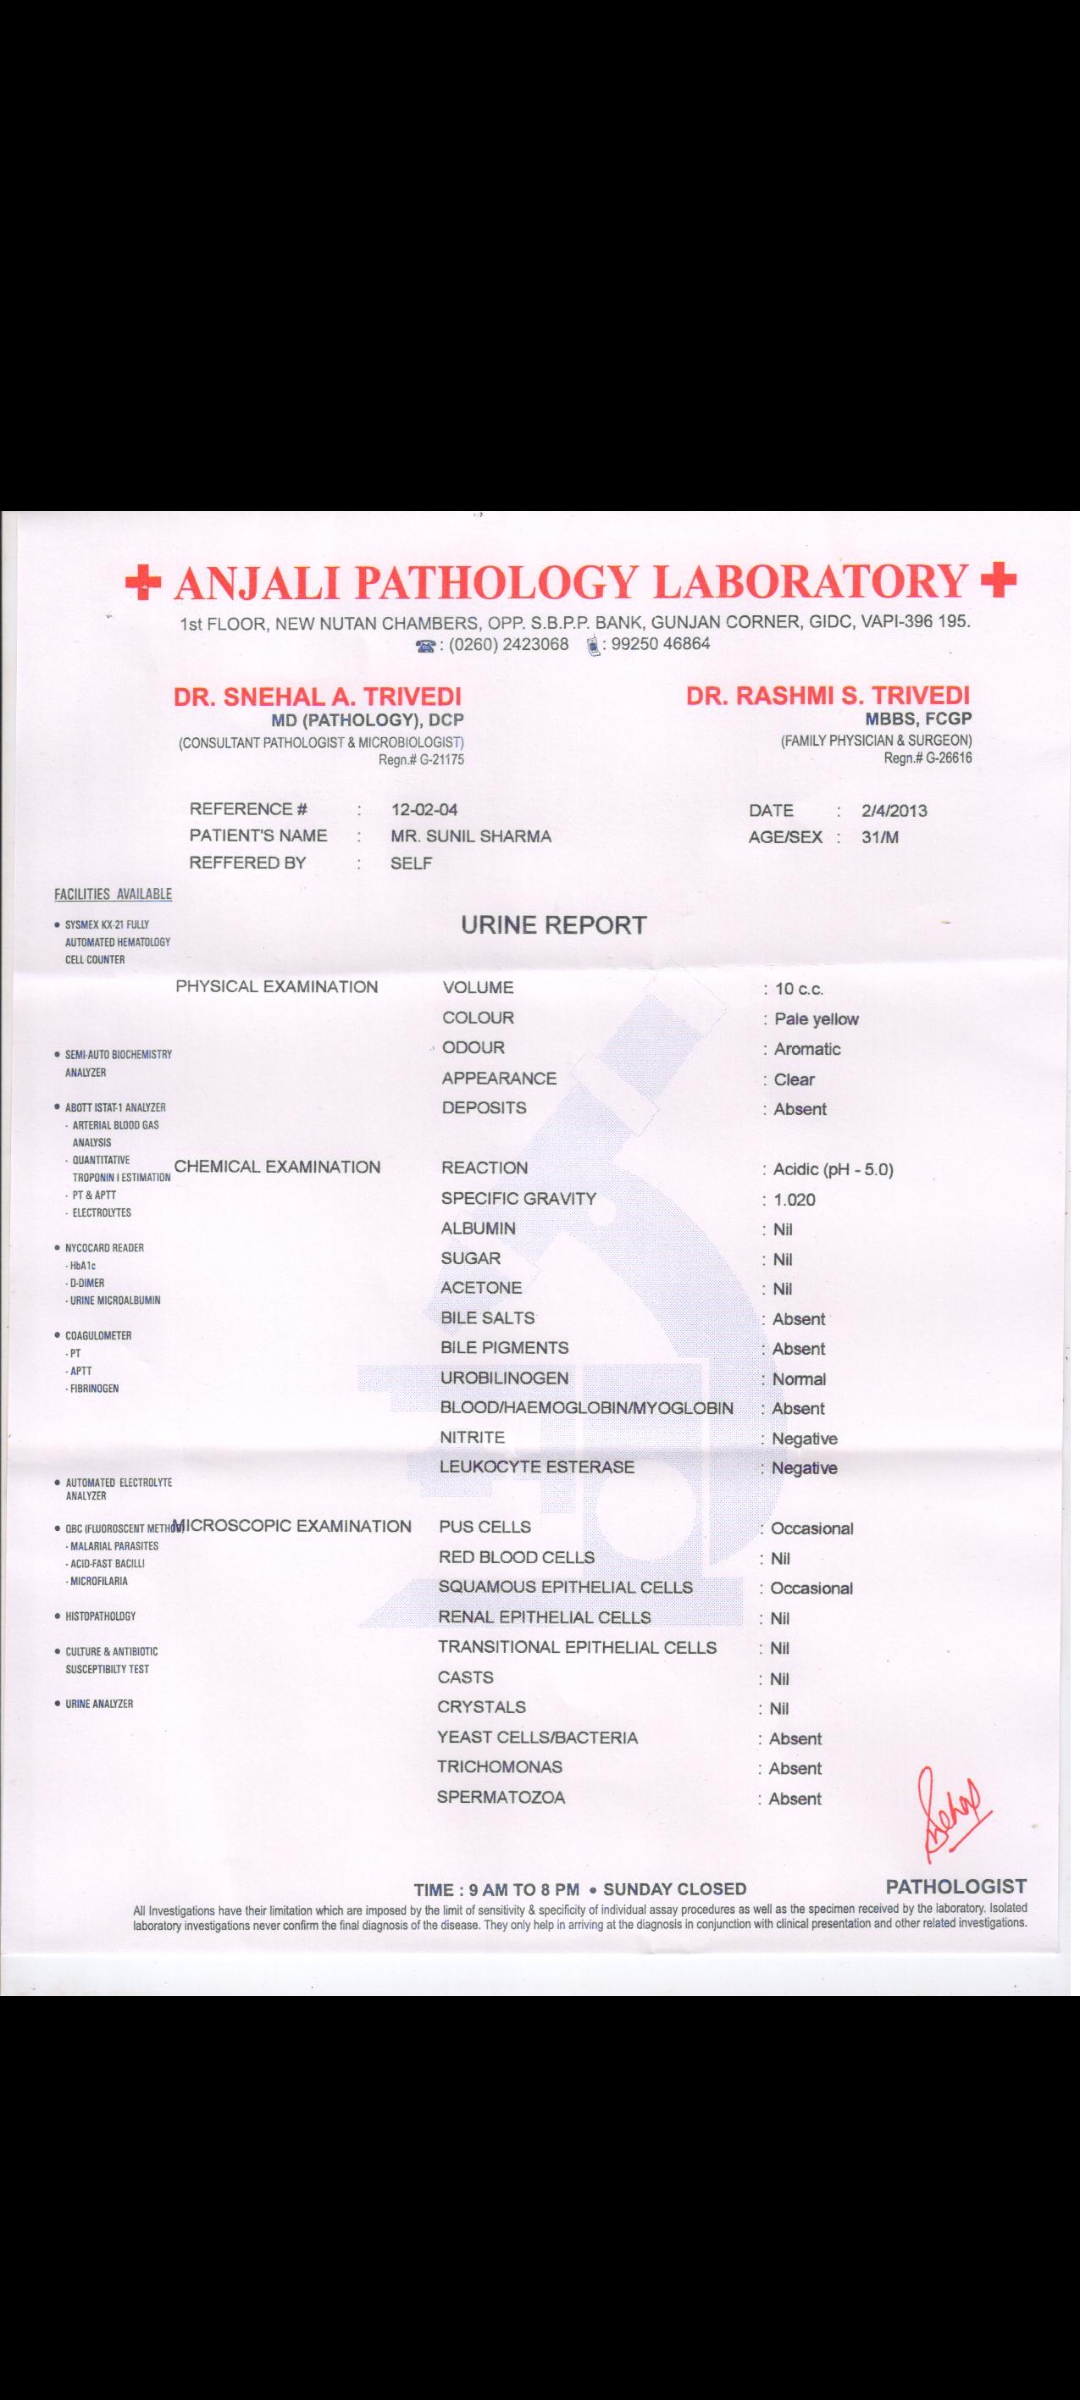 ANJALI PATHOLOGY LABORATORY
1st FLOOR, NEW NUTAN CHAMBERS, OPP. S.B.P.P. BANK, GUNJAN CORNER, GIDC, VAPI-396 195.
: (0260) 2423068 : 99250 46864
DR. SNEHAL A. TRIVEDI
MD (PATHOLOGY), DCP
(CONSULTANT PATHOLOGIST & MICROBIOLOGIST)
Regn.# G-21175
DR. RASHMI S. TRIVEDI
MBBS, FCGP
(FAMILY PHYSICIAN & SURGEON)
Regn.# G-26616
REFERENCE # : 12-02-04
DATE : 2/4/2013
PATIENT'S NAME : MR. SUNIL SHARMA
AGE/SEX : 31/M
REFFERED BY : SELF
FACILITIES AVAILABLE
• SYSMEX KX-21 FULLY
AUTOMATED HEMATOLOGY
CELL COUNTER
• SEMI-AUTO BIOCHEMISTRY
ANALYZER
• ABOTT ISTAT-1 ANALYZER
- ARTERIAL BLOOD GAS
ANALYSIS
- QUANTITATIVE
TROPONIN I ESTIMATION
- PT & APTT
- ELECTROLYTES
• NYCOCARD READER
- HbA1c
- D-DIMER
- URINE MICROALBUMIN
• COAGULOMETER
- PT
- APTT
- FIBRINOGEN
• AUTOMATED ELECTROLYTE
ANALYZER
• QBC (FLUOROSCENT METHOD)
- MALARIAL PARASITES
- ACID-FAST BACILLI
- MICROFILARIA
• HISTOPATHOLOGY
• CULTURE & ANTIBIOTIC
SUSCEPTIBILTY TEST
• URINE ANALYZER
URINE REPORT
PHYSICAL EXAMINATION VOLUME : 10 c.c.
COLOUR : Pale yellow
ODOUR : Aromatic
APPEARANCE : Clear
DEPOSITS : Absent
CHEMICAL EXAMINATION REACTION : Acidic (pH - 5.0)
SPECIFIC GRAVITY : 1.020
ALBUMIN : Nil
SUGAR : Nil
ACETONE : Nil
BILE SALTS : Absent
BILE PIGMENTS : Absent
UROBILINOGEN : Normal
BLOOD/HAEMOGLOBIN/MYOGLOBIN : Absent
NITRITE : Negative
LEUKOCYTE ESTERASE : Negative
MICROSCOPIC EXAMINATION PUS CELLS : Occasional
RED BLOOD CELLS : Nil
SQUAMOUS EPITHELIAL CELLS : Occasional
RENAL EPITHELIAL CELLS : Nil
TRANSITIONAL EPITHELIAL CELLS : Nil
CASTS : Nil
CRYSTALS : Nil
YEAST CELLS/BACTERIA : Absent
TRICHOMONAS : Absent
SPERMATOZOA : Absent
TIME : 9 AM TO 8 PM • SUNDAY CLOSED
PATHOLOGIST
All Investigations have their limitation which are imposed by the limit of sensitivity & specificity of individual assay procedures as well as the specimen received by the laboratory. Isolated
laboratory investigations never confirm the final diagnosis of the disease. They only help in arriving at the diagnosis in conjunction with clinical presentation and other related investigations.